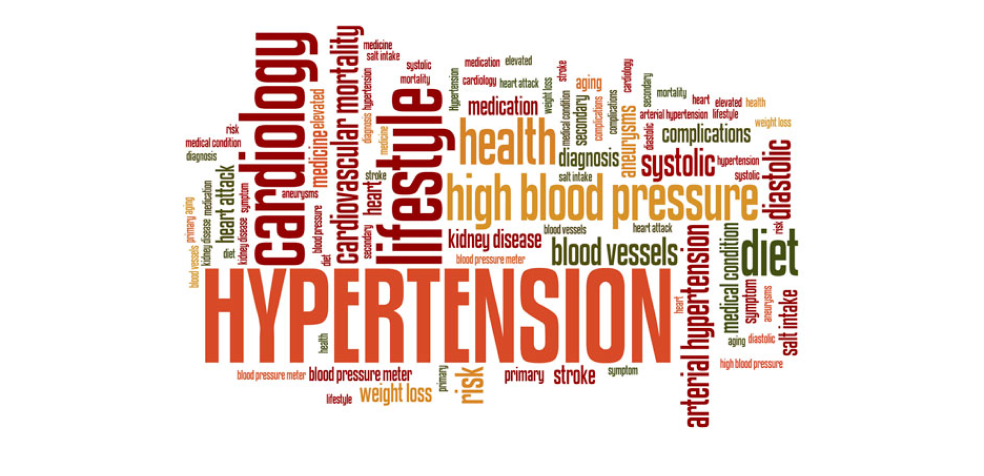 cardiology
cardiovascular mortality
medicine
salt intake
lifestyle
systolic
mortality
hypertension
medication
elevated
cardiology
heart attack
stroke
weight loss
aging
cardiology
secondary
mortality
heart
elevated
health
arterial hypertension
lifestyle
weight loss
medication
health
medical condition
secondary
complications
complications
aneurysms
diastolic
complications
hypertension
diagnosis
medicine
elevated
medicine
risk
medical condition
diagnosis
diagnosis
salt intake
systolic
hypertension
systolic
diastolic
heart attack
medication
symptom
aneurysms
stroke
heart
high blood pressure
primary
aging
kidney disease
diet
kidney disease
blood vessels
blood pressure
diet
secondary
kidney disease
blood vessels
heart attack
risk
blood vessels
blood pressure meter
diet
medical condition
arterial hypertension
HYPERTENSION
heart
symptom
aneurysms
salt intake
health
aging
diastolic
high blood pressure
blood pressure meter
blood pressure meter
primary
risk
primary
stroke
symptom
lifestyle
weight loss